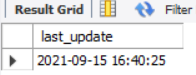 Result Grid Filter
last_update
2021-09-15 16:40:25